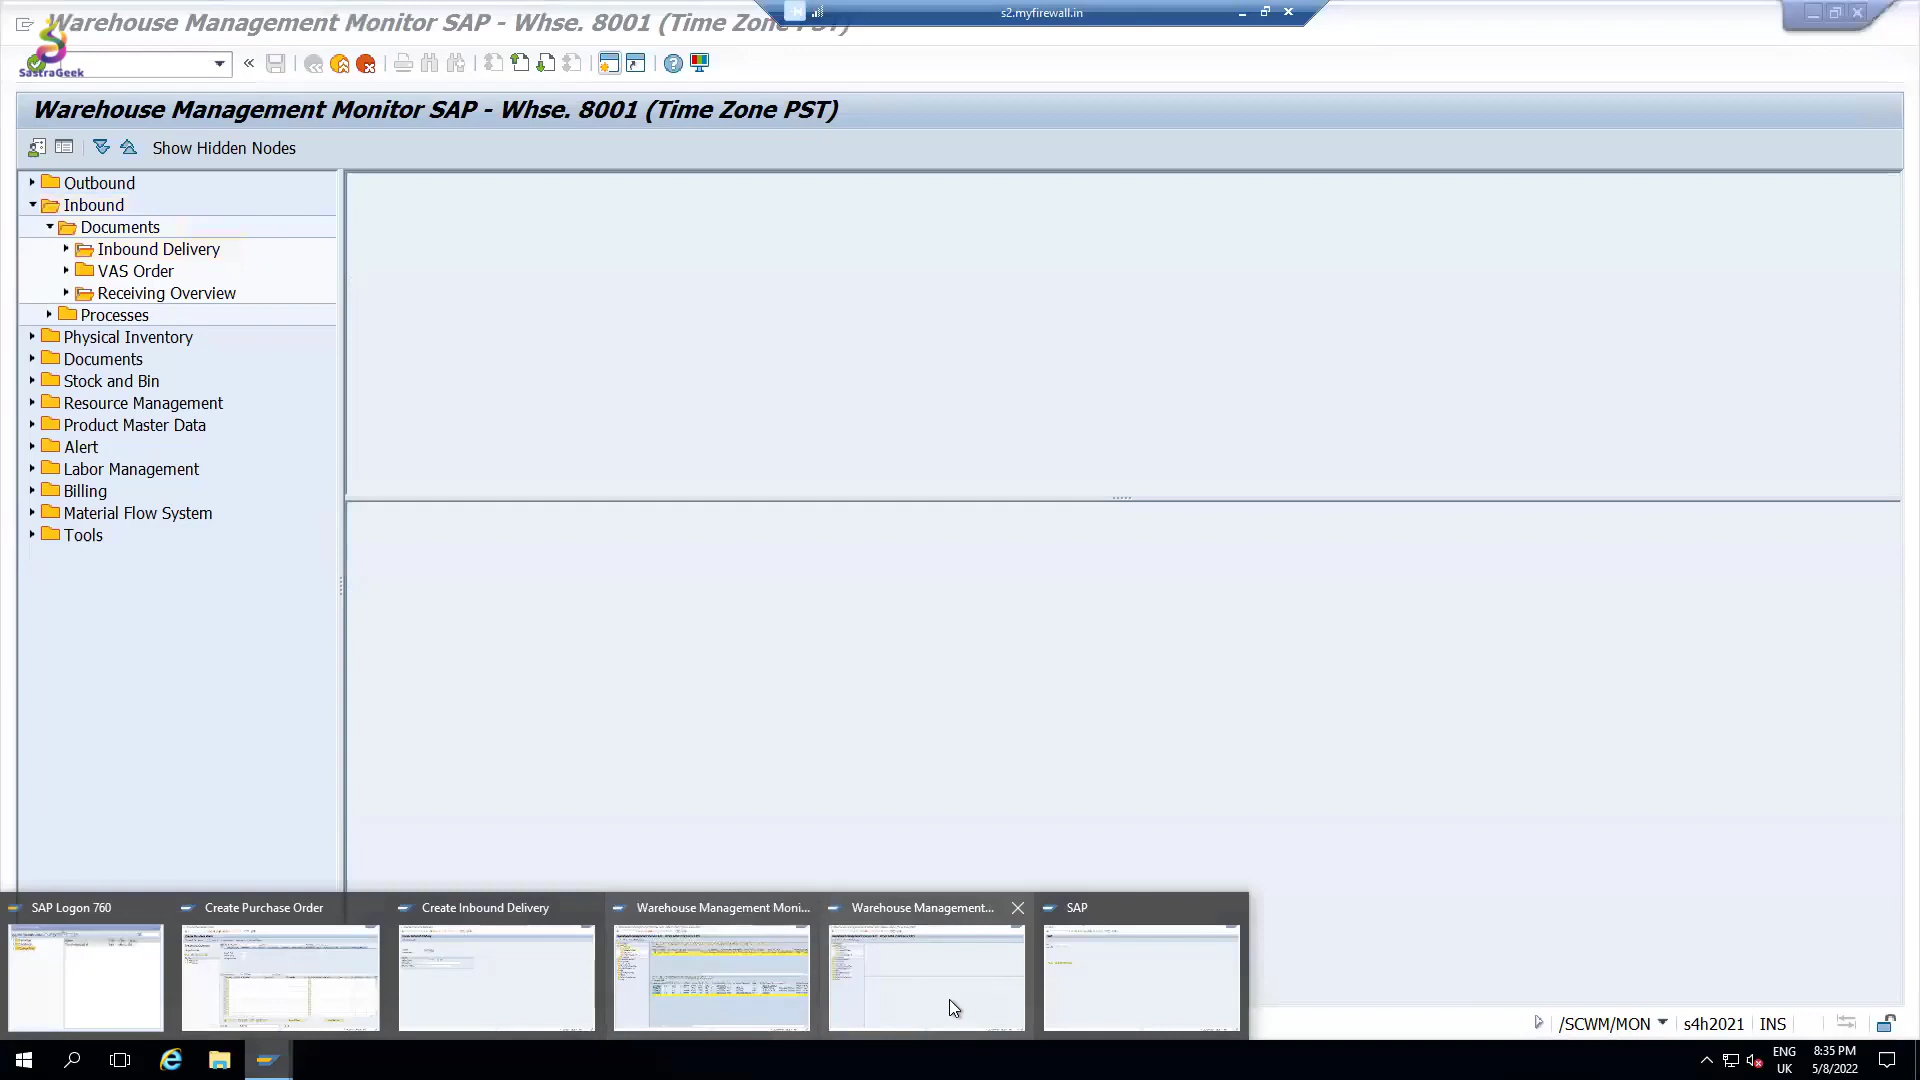 Warehouse Management Monitor SAP - Whse. 8001 (Time Zone PST)
s2.myfirewall.in
SastraGeek
Warehouse Management Monitor SAP - Whse. 8001 (Time Zone PST)
Show Hidden Nodes
Outbound
Inbound
Documents
Inbound Delivery
VAS Order
Receiving Overview
Processes
Physical Inventory
Documents
Stock and Bin
Resource Management
Product Master Data
Alert
Labor Management
Billing
Material Flow System
Tools
SAP Logon 760
Create Purchase Order
Create Inbound Delivery
Warehouse Management Moni...
Warehouse Management...
SAP
/SCWM/MON
s4h2021
INS
ENG
UK
8:35 PM
5/8/2022